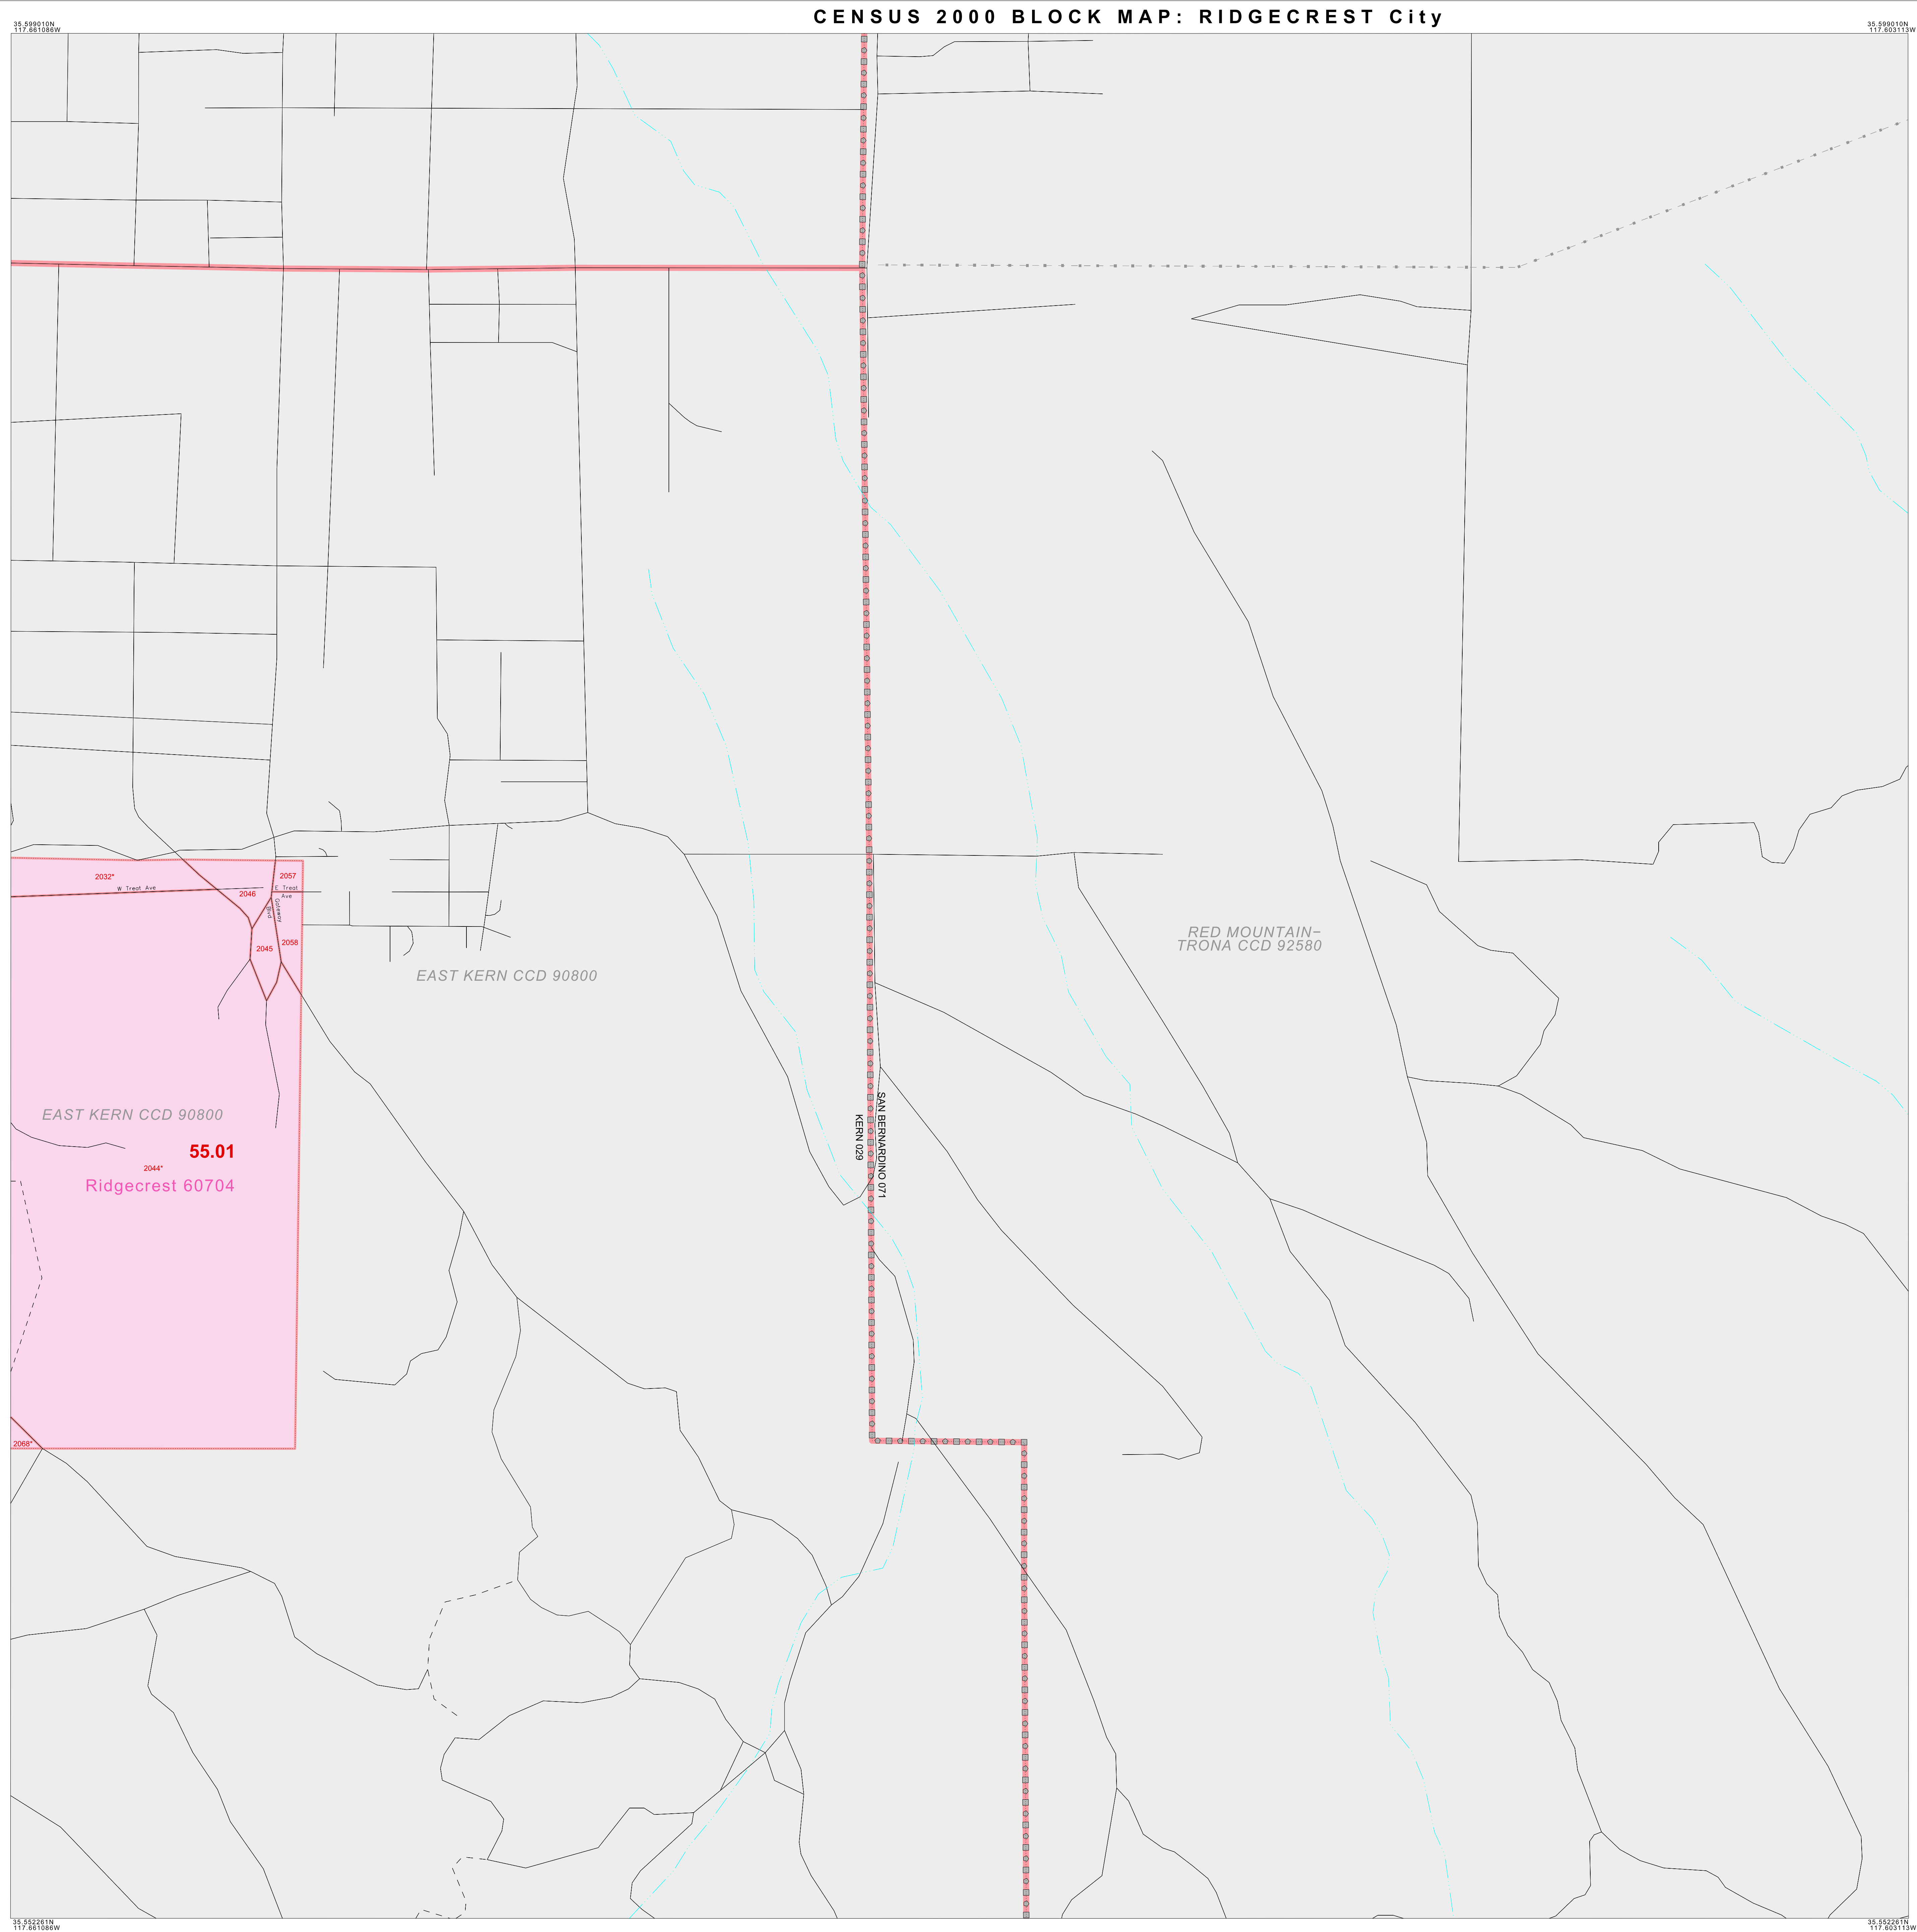 CENSUS 2000 BLOCK MAP: RIDGECREST City
35.599010N
117.661086W
35.599010N
117.603113W
2032*
W Treat Ave
2057
2046
E Treat
Ave
Blvd
Gateway
2045
2058
RED MOUNTAIN–
TRONA CCD 92580
EAST KERN CCD 90800
EAST KERN CCD 90800
SAN BERNARDINO 071
KERN 029
55.01
2044*
Ridgecrest 60704
2068*
35.552261N
117.661086W
35.552261N
117.603113W